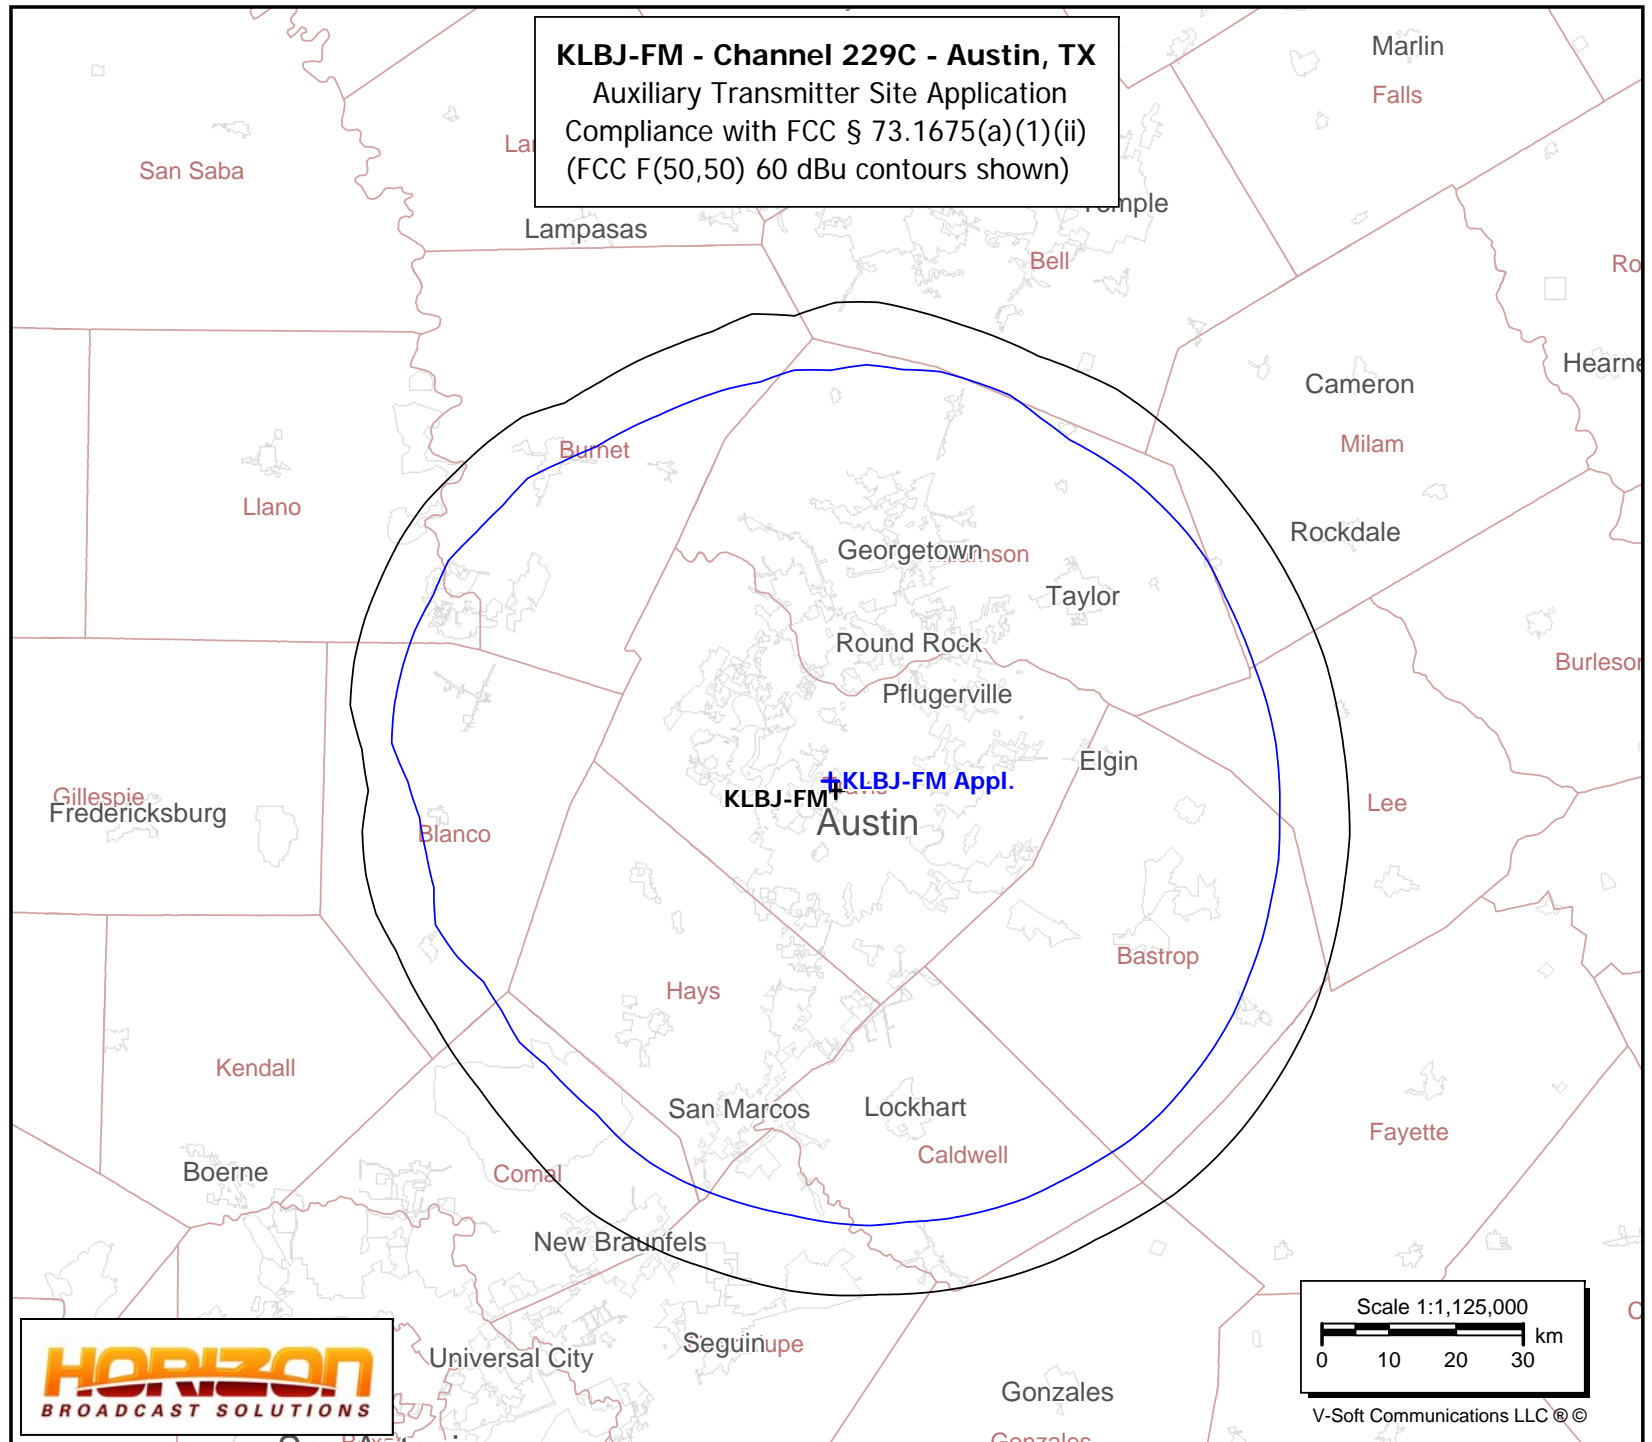 KLBJ-FM - Channel 229C - Austin, TX
Auxiliary Transmitter Site Application
Compliance with FCC § 73.1675(a)(1)(ii)
(FCC F(50,50) 60 dBu contours shown)
Marlin
Falls
San Saba
Lampasas
Bell
Hearne
Cameron
Milam
Burnet
Llano
Rockdale
Georgetown
Taylor
Round Rock
Burleson
Pflugerville
Elgin
KLBJ-FM Appl.
KLBJ-FM
Gillespie
Fredericksburg
Lee
Austin
Blanco
Bastrop
Hays
Kendall
San Marcos
Lockhart
Fayette
Caldwell
Boerne
Comal
New Braunfels
Seguin
Universal City
Gonzales
Gonzales
Scale 1:1,125,000
km
0 10 20 30
V-Soft Communications LLC ® ©
HORIZON
BROADCAST SOLUTIONS